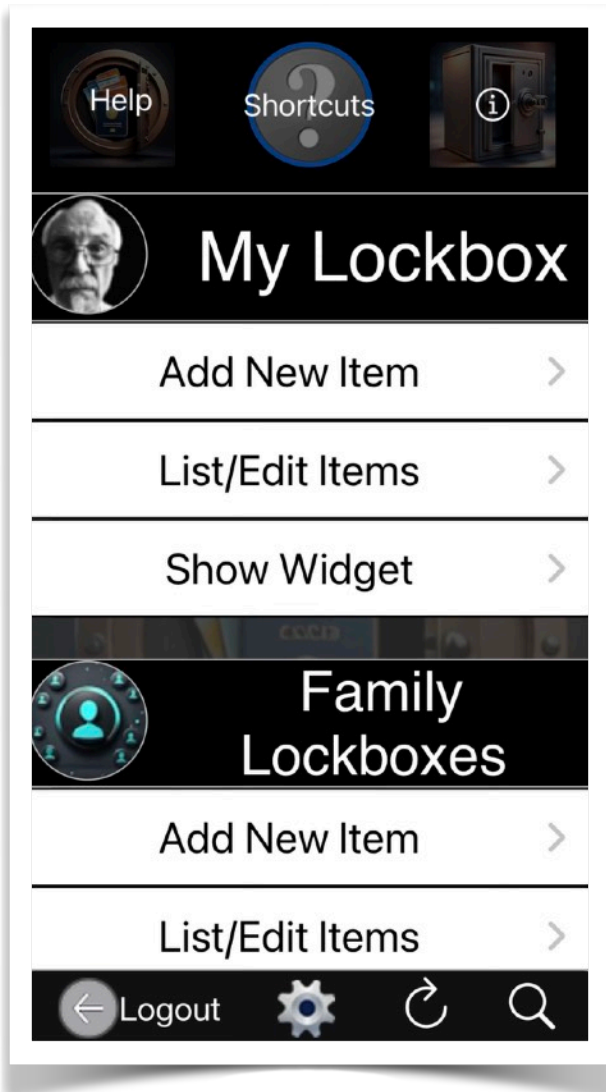 Help
Shortcuts
My Lockbox
Add New Item
List/Edit Items
Show Widget
Family
Lockboxes
Add New Item
List/Edit Items
Logout